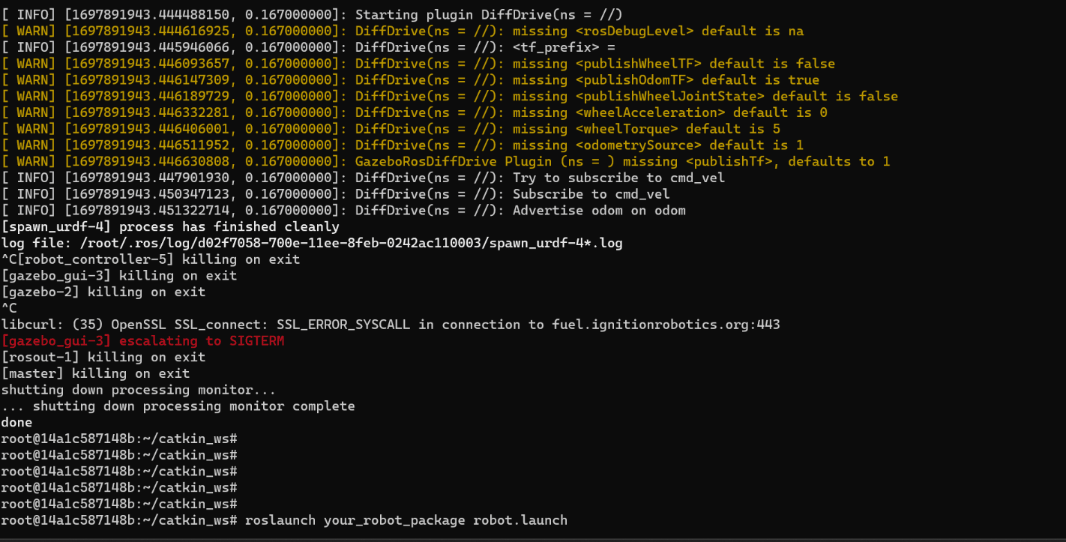 [ INFO] [1697891943.444488150, 0.167000000]: Starting plugin DiffDrive(ns = //)
[ WARN] [1697891943.444616925, 0.167000000]: DiffDrive(ns = //): missing <rosDebugLevel> default is na
[ INFO] [1697891943.445946066, 0.167000000]: DiffDrive(ns = //): <tf_prefix> =
[ WARN] [1697891943.446093657, 0.167000000]: DiffDrive(ns = //): missing <publishWheelTF> default is false
[ WARN] [1697891943.446147309, 0.167000000]: DiffDrive(ns = //): missing <publishOdomTF> default is true
[ WARN] [1697891943.446189729, 0.167000000]: DiffDrive(ns = //): missing <publishWheelJointState> default is false
[ WARN] [1697891943.446332281, 0.167000000]: DiffDrive(ns = //): missing <wheelAcceleration> default is 0
[ WARN] [1697891943.446406001, 0.167000000]: DiffDrive(ns = //): missing <wheelTorque> default is 5
[ WARN] [1697891943.446511952, 0.167000000]: DiffDrive(ns = //): missing <odometrySource> default is 1
[ WARN] [1697891943.446630808, 0.167000000]: GazeboRosDiffDrive Plugin (ns = ) missing <publishTf>, defaults to 1
[ INFO] [1697891943.447901930, 0.167000000]: DiffDrive(ns = //): Try to subscribe to cmd_vel
[ INFO] [1697891943.450347123, 0.167000000]: DiffDrive(ns = //): Subscribe to cmd_vel
[ INFO] [1697891943.451322714, 0.167000000]: DiffDrive(ns = //): Advertise odom on odom
[spawn_urdf-4] process has finished cleanly
log file: /root/.ros/log/d02f7058-700e-11ee-8feb-0242ac110003/spawn_urdf-4*.log
^C[robot_controller-5] killing on exit
[gazebo_gui-3] killing on exit
[gazebo-2] killing on exit
^C
libcurl: (35) OpenSSL SSL_connect: SSL_ERROR_SYSCALL in connection to fuel.ignitionrobotics.org:443
[gazebo_gui-3] escalating to SIGTERM
[rosout-1] killing on exit
[master] killing on exit
shutting down processing monitor...
... shutting down processing monitor complete
done
root@14a1c587148b:~/catkin_ws#
root@14a1c587148b:~/catkin_ws#
root@14a1c587148b:~/catkin_ws#
root@14a1c587148b:~/catkin_ws#
root@14a1c587148b:~/catkin_ws#
root@14a1c587148b:~/catkin_ws# roslaunch your_robot_package robot.launch